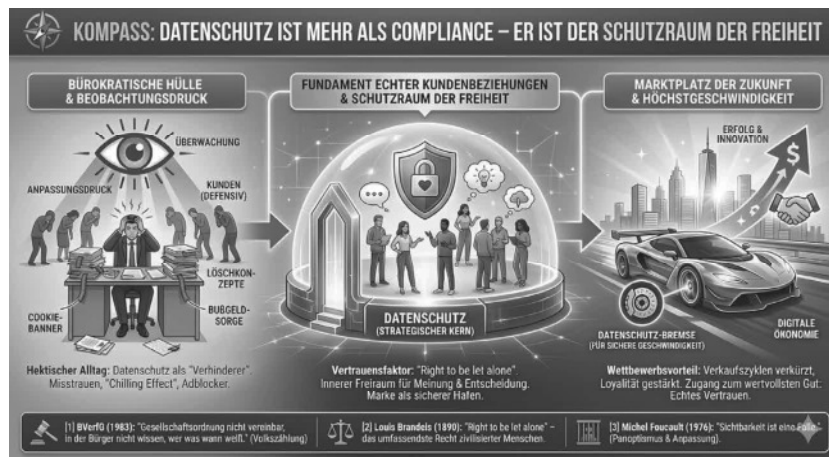 KOMPASS: DATENSCHUTZ IST MEHR ALS COMPLIANCE – ER IST DER SCHUTZRAUM DER FREIHEIT
BÜROKRATISCHE HÜLLE
& BEOBACHTUNGSDRUCK
ÜBERWACHUNG
ANPASSUNGSDRUCK
KUNDEN
(DEFENSIV)
LÖSCHKON-
ZEPTE
COOKIE-
BANNER
BUẞGELD-
SORGE
Hektischer Alltag: Datenschutz als "Verhinderer".
Misstrauen, "Chilling Effect", Adblocker.
FUNDAMENT ECHTER KUNDENBEZIEHUNGEN
& SCHUTZRAUM DER FREIHEIT
DATENSCHUTZ
(STRATEGISCHER KERN)
Vertrauensfaktor: "Right to be let alone".
Innerer Freiraum für Meinung & Entscheidung.
Marke als sicherer Hafen.
MARKTPLATZ DER ZUKUNFT
& HÖCHSTGESCHWINDIGKEIT
ERFOLG &
INNOVATION
$
DATENSCHUTZ-BREMSE
(FÜR SICHERE GESCHWINDIGKEIT)
DIGITALE
ÖKONOMIE
Wettbewerbsvorteil: Verkaufszyklen verkürzt,
Loyalität gestärkt. Zugang zum wertvollsten Gut:
Echtes Vertrauen.
[1] BVerfG (1983): "Gesellschaftsordnung nicht vereinbar,
in der Bürger nicht wissen, wer was wann weiß." (Volkszählung)
[2] Louis Brandeis (1890): "Right to be let alone" –
das umfassendste Recht zivilisierter Menschen.
[3] Michel Foucault (1976): "Sichtbarkeit ist eine Falle."
(Panoptismus & Anpassung).